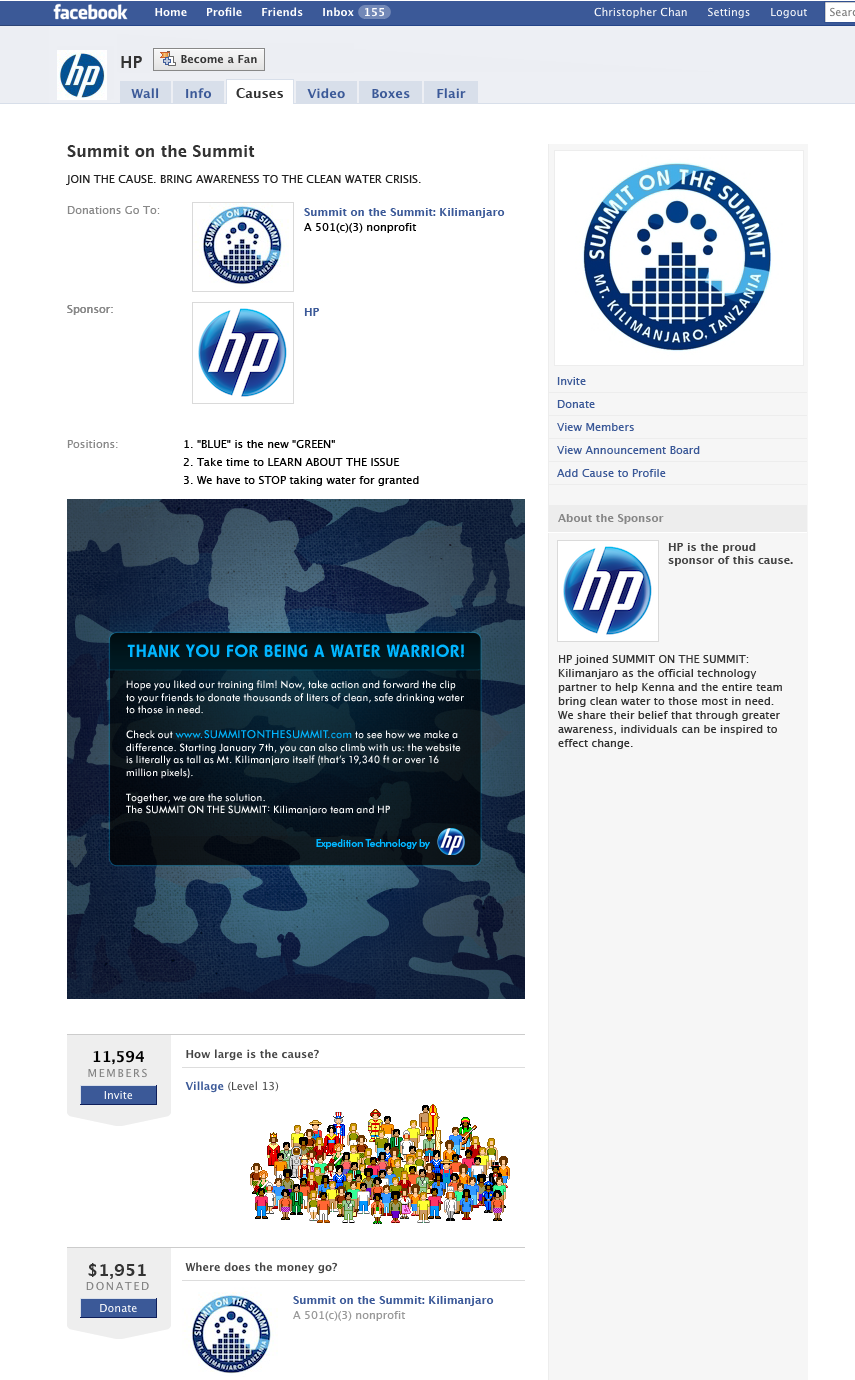 facebook Home Profile Friends Inbox 155 Christopher Chan Settings Logout Sear
hp HP Become a Fan
Wall Info Causes Video Boxes Flair
Summit on the Summit
JOIN THE CAUSE. BRING AWARENESS TO THE CLEAN WATER CRISIS.
Donations Go To:
SUMMIT ON THE SUMMIT
MT. KILIMANJARO, TANZANIA
Summit on the Summit: Kilimanjaro
A 501(c)(3) nonprofit
Sponsor:
hp
HP
Positions:
1. "BLUE" is the new "GREEN"
2. Take time to LEARN ABOUT THE ISSUE
3. We have to STOP taking water for granted
THANK YOU FOR BEING A WATER WARRIOR!
Hope you liked our training film! Now, take action and forward the clip
to your friends to donate thousands of liters of clean, safe drinking water
to those in need.
Check out www.SUMMITONTHESUMMIT.com to see how we make a
difference. Starting January 7th, you can also climb with us: the website
is literally as tall as Mt. Kilimanjaro itself (that's 19,340 ft or over 16
million pixels).
Together, we are the solution.
The SUMMIT ON THE SUMMIT: Kilimanjaro team and HP
Expedition Technology by hp
11,594
MEMBERS
Invite
How large is the cause?
Village (Level 13)
$1,951
DONATED
Donate
Where does the money go?
SUMMIT ON THE SUMMIT
MT. KILIMANJARO, TANZANIA
Summit on the Summit: Kilimanjaro
A 501(c)(3) nonprofit
SUMMIT ON THE SUMMIT
MT. KILIMANJARO, TANZANIA
Invite
Donate
View Members
View Announcement Board
Add Cause to Profile
About the Sponsor
hp
HP is the proud
sponsor of this cause.
HP joined SUMMIT ON THE SUMMIT:
Kilimanjaro as the official technology
partner to help Kenna and the entire team
bring clean water to those most in need.
We share their belief that through greater
awareness, individuals can be inspired to
effect change.